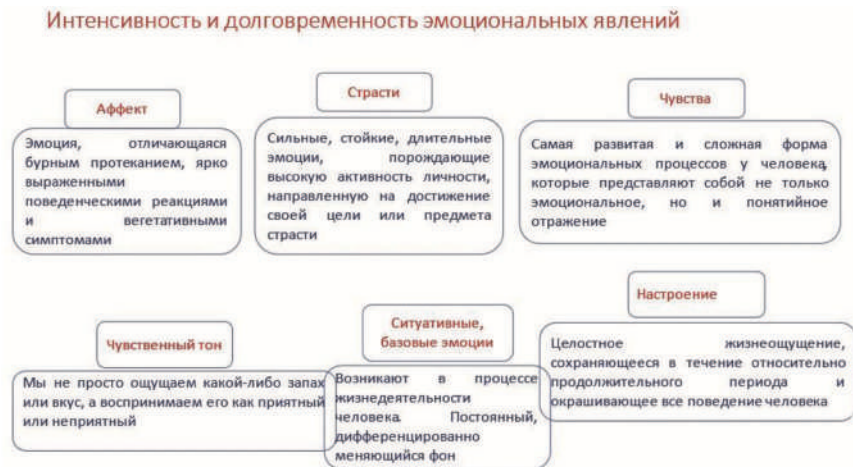 Интенсивность и долговременность эмоциональных явлений
Аффект
Эмоция, отличающаяся
бурным протеканием, ярко
выраженными
поведенческими реакциями
и вегетативными
симптомами
Страсти
Сильные, стойкие, длительные
эмоции, порождающие
высокую активность личности,
направленную на достижение
своей цели или предмета
страсти
Чувства
Самая развитая и сложная форма
эмоциональных процессов у человека,
которые представляют собой не только
эмоциональное, но и понятийное
отражение
Чувственный тон
Мы не просто ощущаем какой-либо запах
или вкус, а воспринимаем его как приятный
или неприятный
Ситуативные,
базовые эмоции
Возникают в процессе
жизнедеятельности
человека. Постоянный,
дифференцированно
меняющийся фон
Настроение
Целостное жизнеощущение,
сохраняющееся в течение относительно
продолжительного периода и
окрашивающее все поведение человека